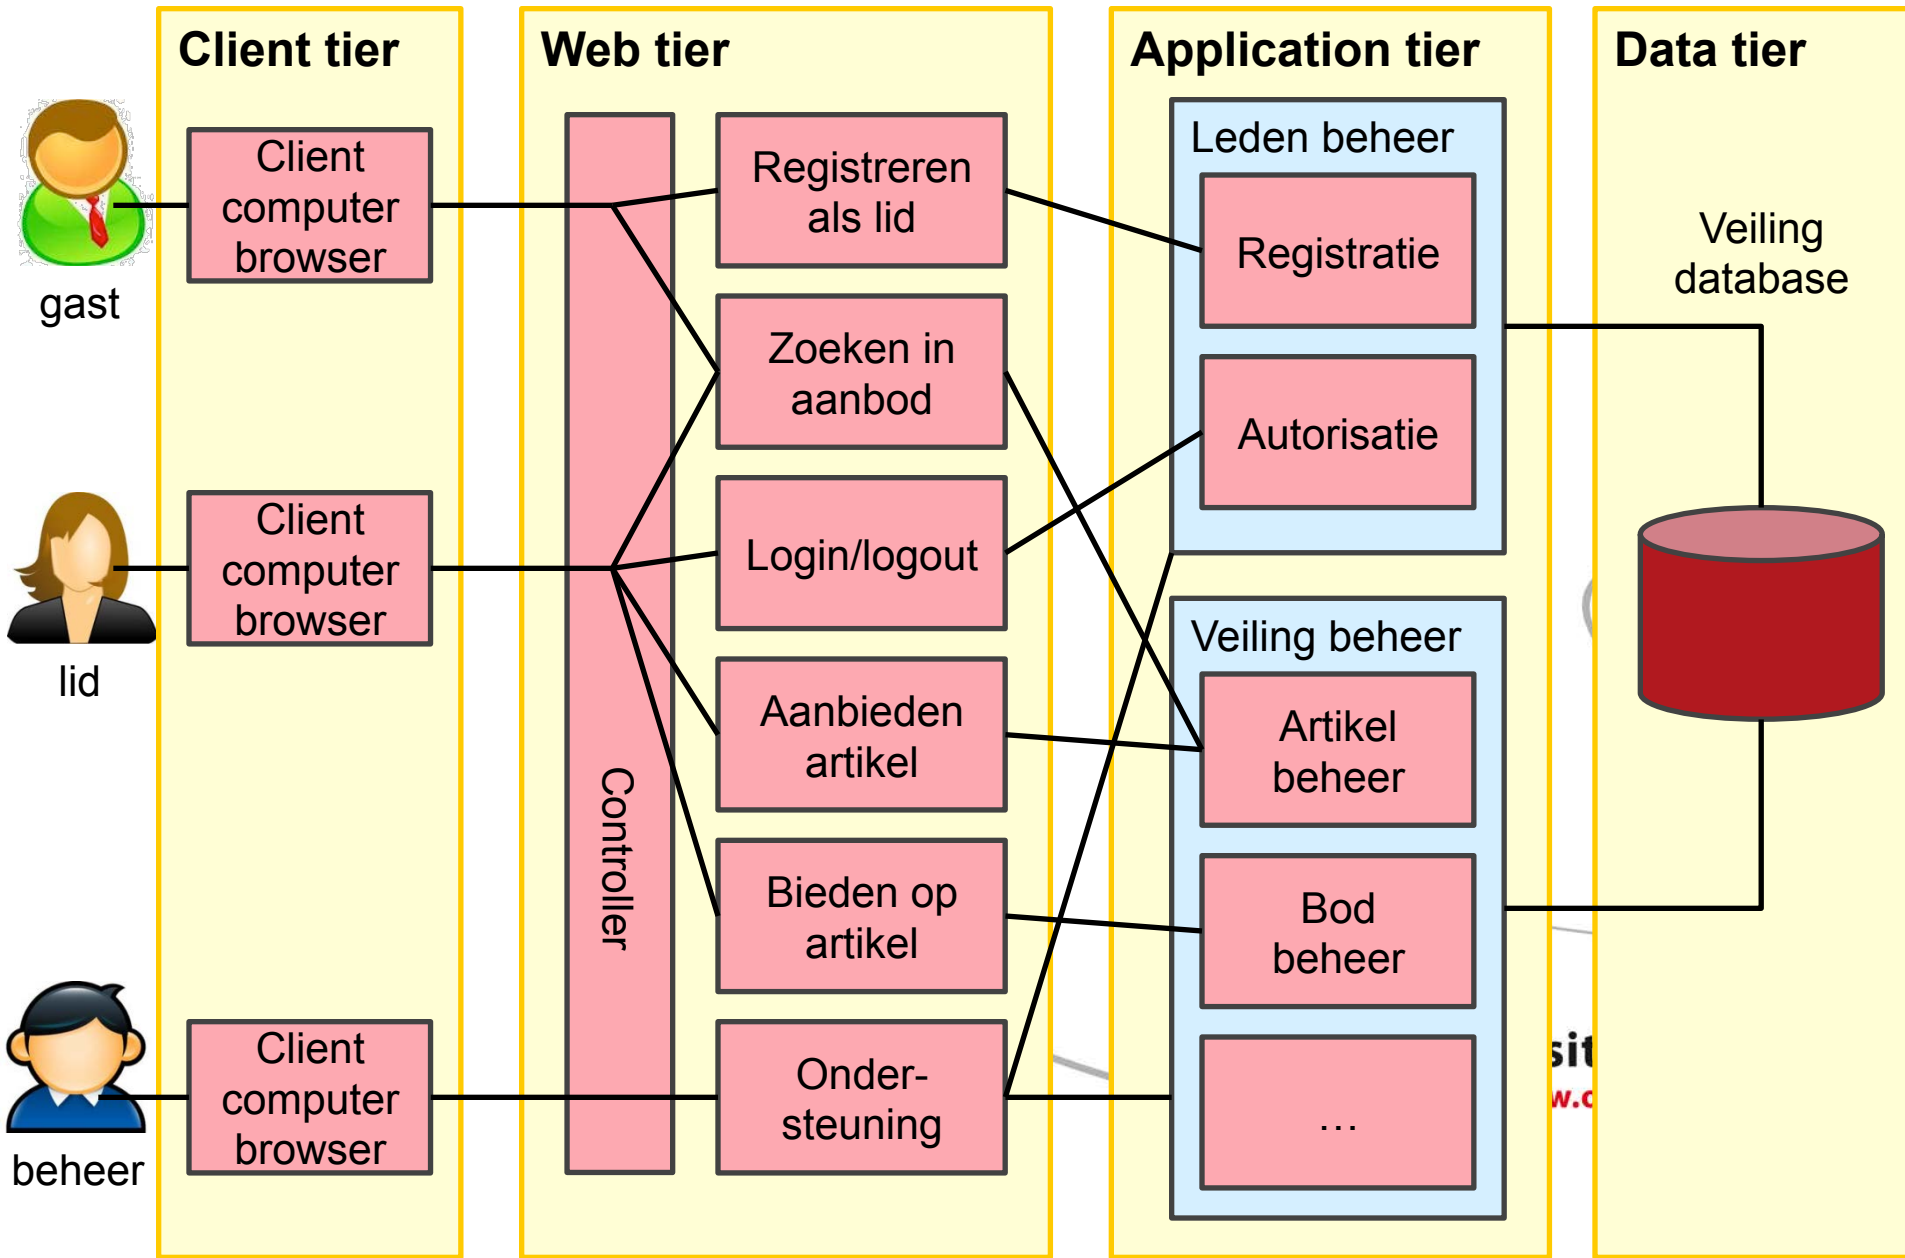 Client tier
Web tier
Application tier
Data tier
gast
lid
beheer
Client
computer
browser
Client
computer
browser
Client
computer
browser
Controller
Registreren
als lid
Zoeken in
aanbod
Login/logout
Aanbieden
artikel
Bieden op
artikel
Onder-
steuning
Leden beheer
Registratie
Autorisatie
Veiling beheer
Artikel
beheer
Bod
beheer
...
Veiling
database
sit
w.c